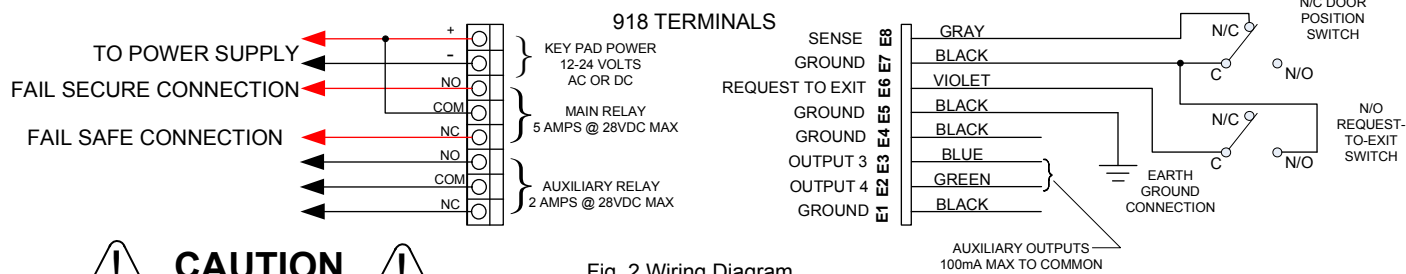 918 TERMINALS
TO POWER SUPPLY
FAIL SECURE CONNECTION
FAIL SAFE CONNECTION
+
-
NO
COM
NC
NO
COM
NC
KEY PAD POWER
12-24 VOLTS
AC OR DC
MAIN RELAY
5 AMPS @ 28VDC MAX
AUXILIARY RELAY
2 AMPS @ 28VDC MAX
SENSE E8 GRAY
GROUND E7 BLACK
REQUEST TO EXIT E6 VIOLET
GROUND E5 BLACK
GROUND E4 BLACK
OUTPUT 3 E3 BLUE
OUTPUT 4 E2 GREEN
GROUND E1 BLACK
EARTH
GROUND
CONNECTION
AUXILIARY OUTPUTS
100mA MAX TO COMMON
N/C
C
N/O
N/C DOOR
POSITION
SWITCH
N/C
C
N/O
N/O
REQUEST-
TO-EXIT
SWITCH
! CAUTION !
Fig. 2 Wiring Diagram